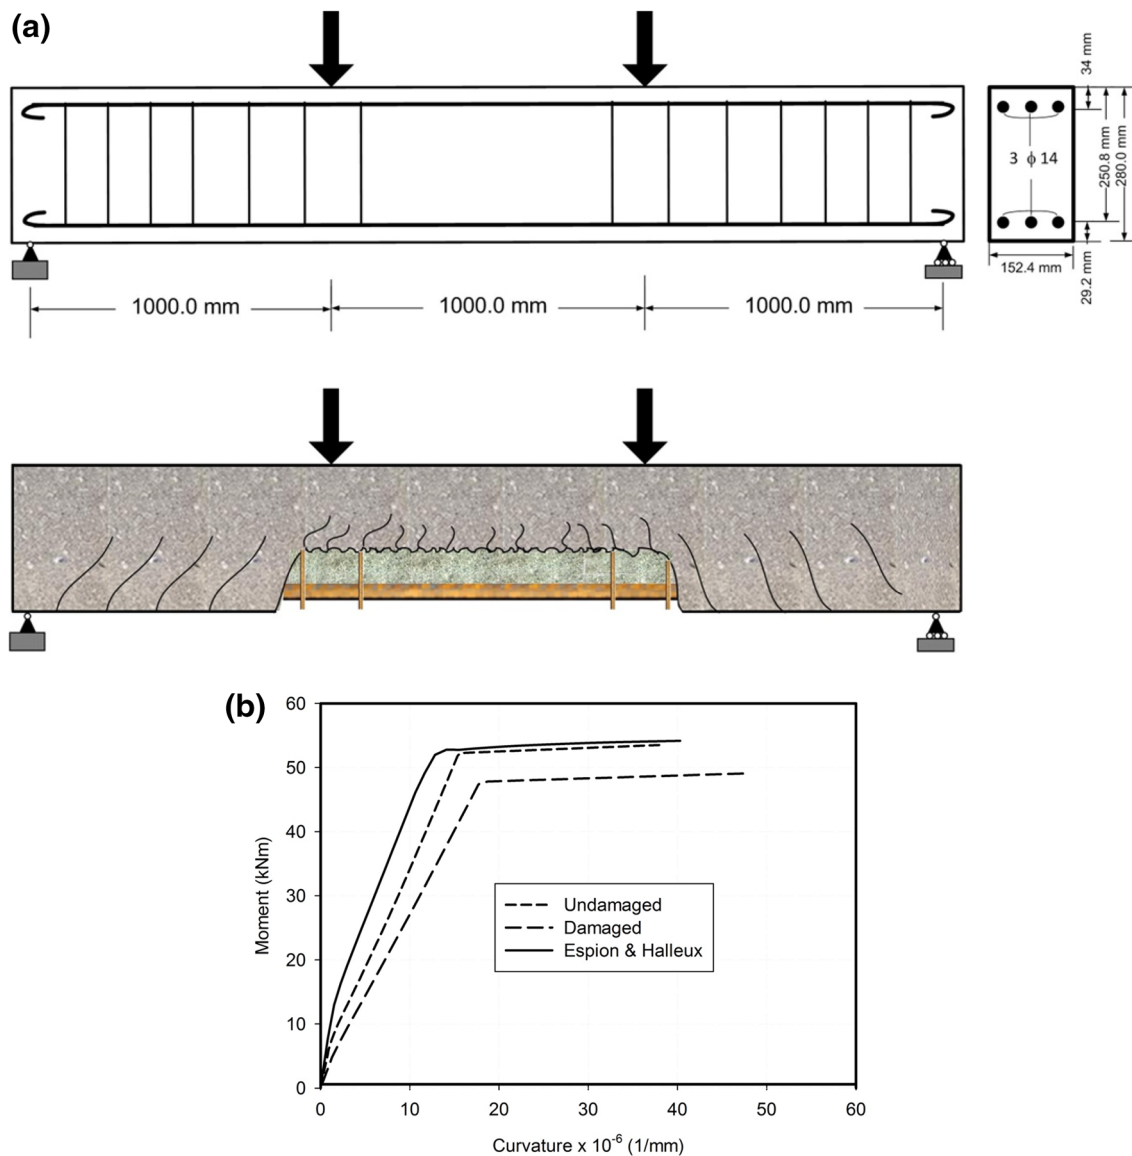 (a)
34 mm
3 ϕ 14
250.8 mm
280.0 mm
152.4 mm
29.2 mm
1000.0 mm
1000.0 mm
1000.0 mm
(b)
60
50
40
30
20
10
0
Moment (kNm)
Undamaged
Damaged
Espion & Halleux
0 10 20 30 40 50 60
Curvature x 10⁻⁶ (1/mm)